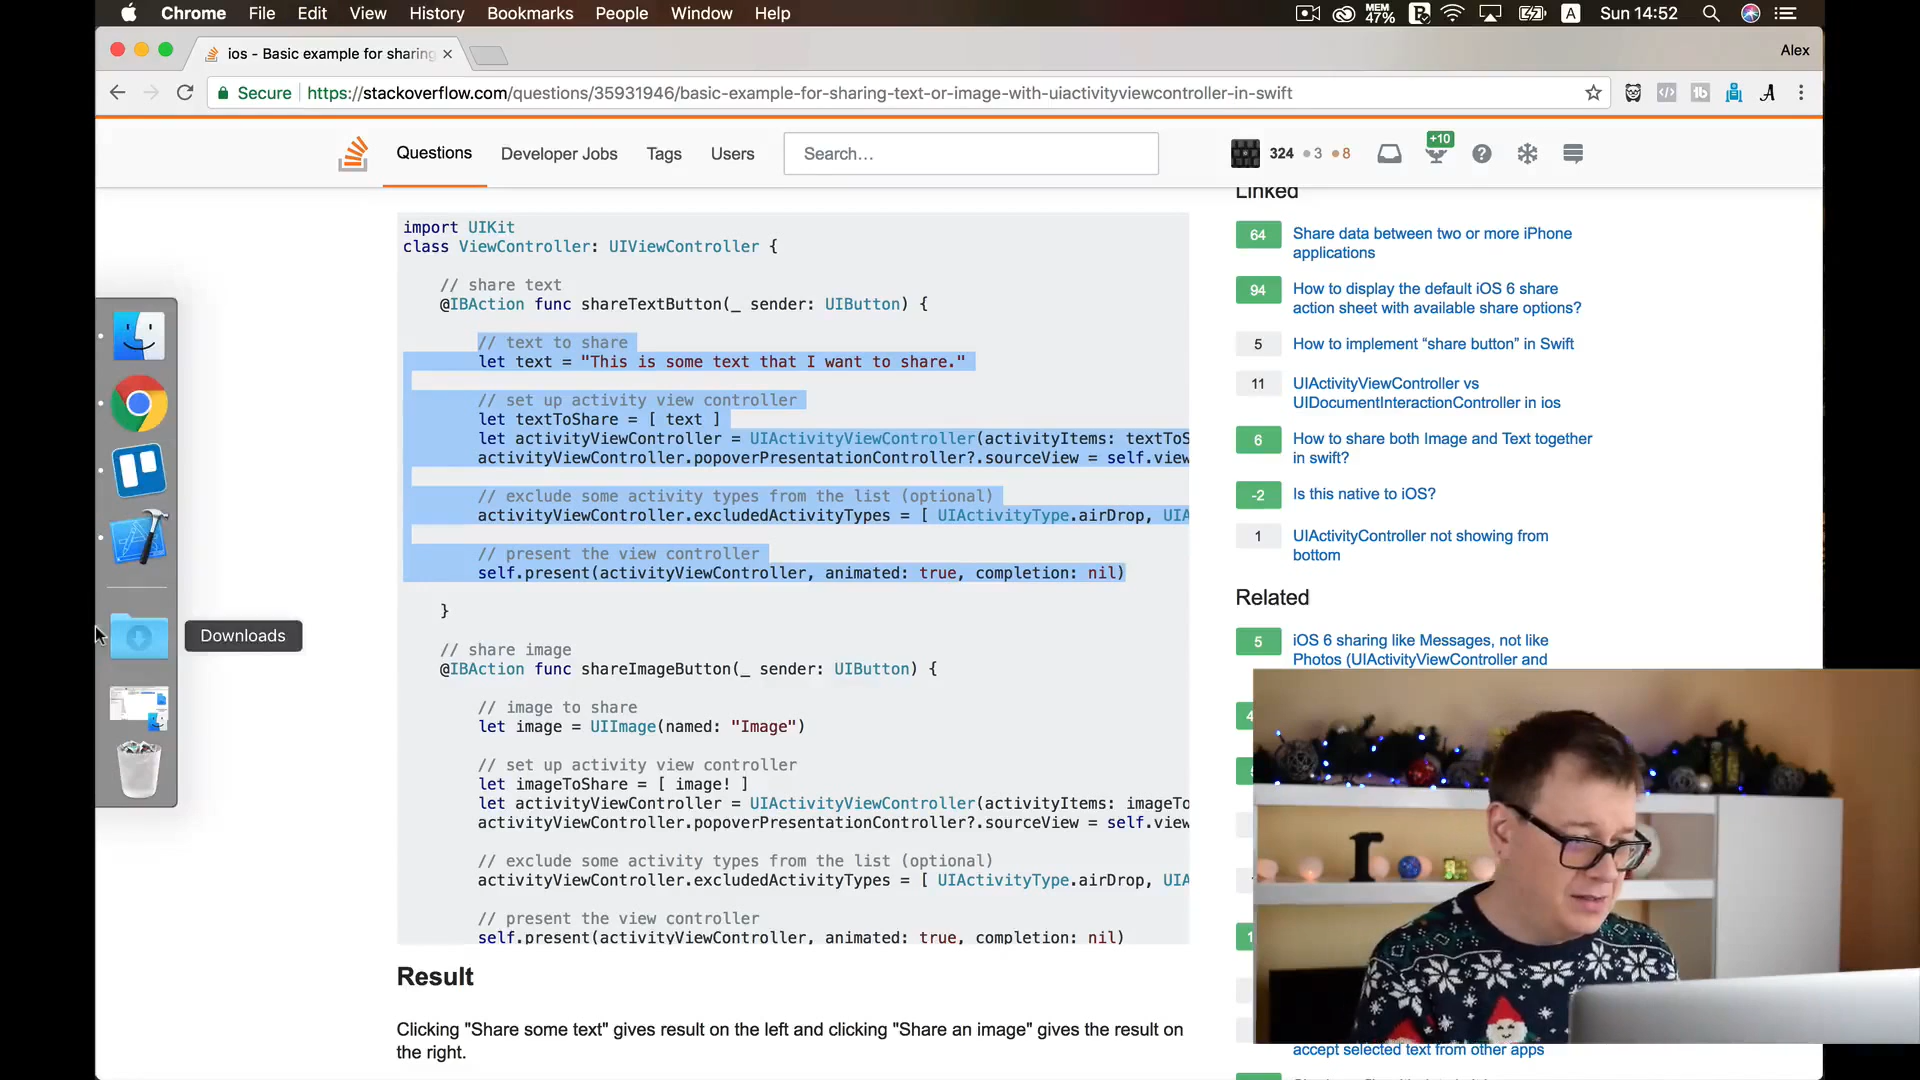 Chrome File Edit View History Bookmarks People Window Help MEM 47% A Sun 14:52
ios - Basic example for sharing Alex
Secure https://stackoverflow.com/questions/35931946/basic-example-for-sharing-text-or-image-with-uiactivityviewcontroller-in-swift
Questions Developer Jobs Tags Users Search... 324 3 8 +10
import UIKit
class ViewController: UIViewController {
// share text
@IBAction func shareTextButton(_ sender: UIButton) {
// text to share
let text = "This is some text that I want to share."
// set up activity view controller
let textToShare = [ text ]
let activityViewController = UIActivityViewController(activityItems: textToS
activityViewController.popoverPresentationController?.sourceView = self.view
// exclude some activity types from the list (optional)
activityViewController.excludedActivityTypes = [ UIActivityType.airDrop, UIA
// present the view controller
self.present(activityViewController, animated: true, completion: nil)
}
// share image
@IBAction func shareImageButton(_ sender: UIButton) {
// image to share
let image = UIImage(named: "Image")
// set up activity view controller
let imageToShare = [ image! ]
let activityViewController = UIActivityViewController(activityItems: imageTo
activityViewController.popoverPresentationController?.sourceView = self.view
// exclude some activity types from the list (optional)
activityViewController.excludedActivityTypes = [ UIActivityType.airDrop, UIA
// present the view controller
self.present(activityViewController, animated: true, completion: nil)
Result
Clicking "Share some text" gives result on the left and clicking "Share an image" gives the result on
the right.
Downloads
Linked
64 Share data between two or more iPhone
applications
94 How to display the default iOS 6 share
action sheet with available share options?
5 How to implement “share button” in Swift
11 UIActivityViewController vs
UIDocumentInteractionController in ios
6 How to share both Image and Text together
in swift?
-2 Is this native to iOS?
1 UIActivityController not showing from
bottom
Related
5 iOS 6 sharing like Messages, not like
Photos (UIActivityViewController and
accept selected text from other apps
r